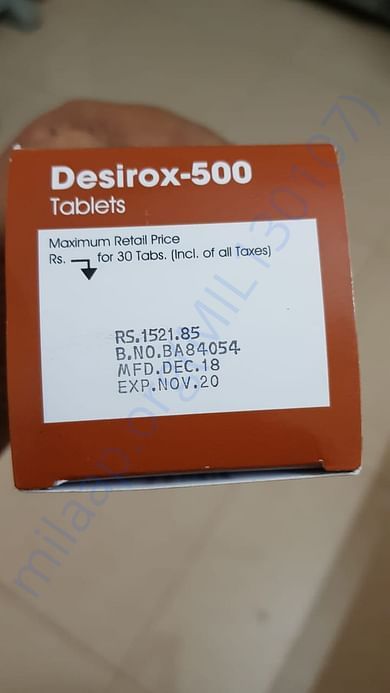 Desirox-500
Tablets
Maximum Retail Price
Rs. for 30 Tabs. (Incl. of all Taxes)
RS.1521.85
B.NO.BA84054
MFD.DEC.18
EXP.NOV.20